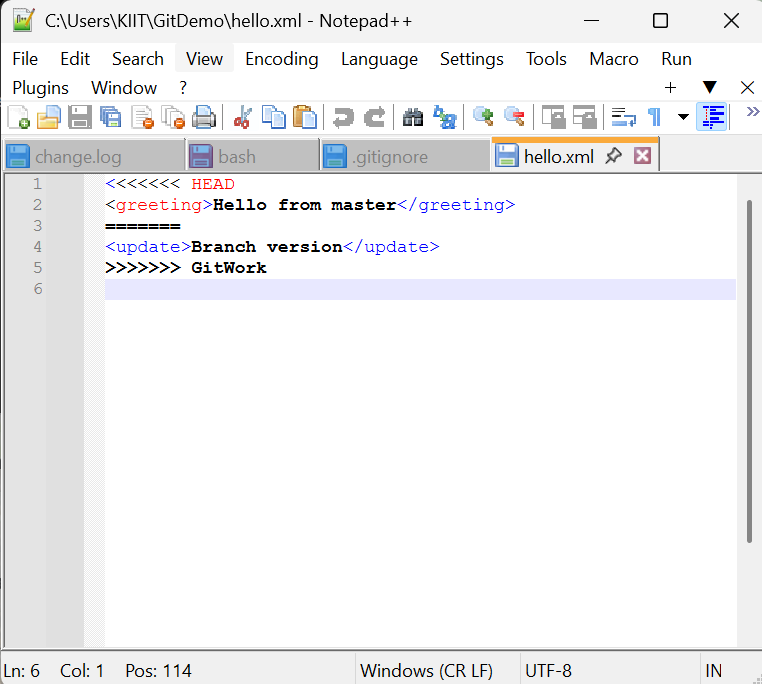 C:\Users\KIIT\GitDemo\hello.xml - Notepad++
File Edit Search View Encoding Language Settings Tools Macro Run
Plugins Window ?
change.log bash .gitignore hello.xml
1 <<<<<<< HEAD
2 <greeting>Hello from master</greeting>
3 =======
4 <update>Branch version</update>
5 >>>>>>> GitWork
6
Ln: 6 Col: 1 Pos: 114 Windows (CR LF) UTF-8 IN